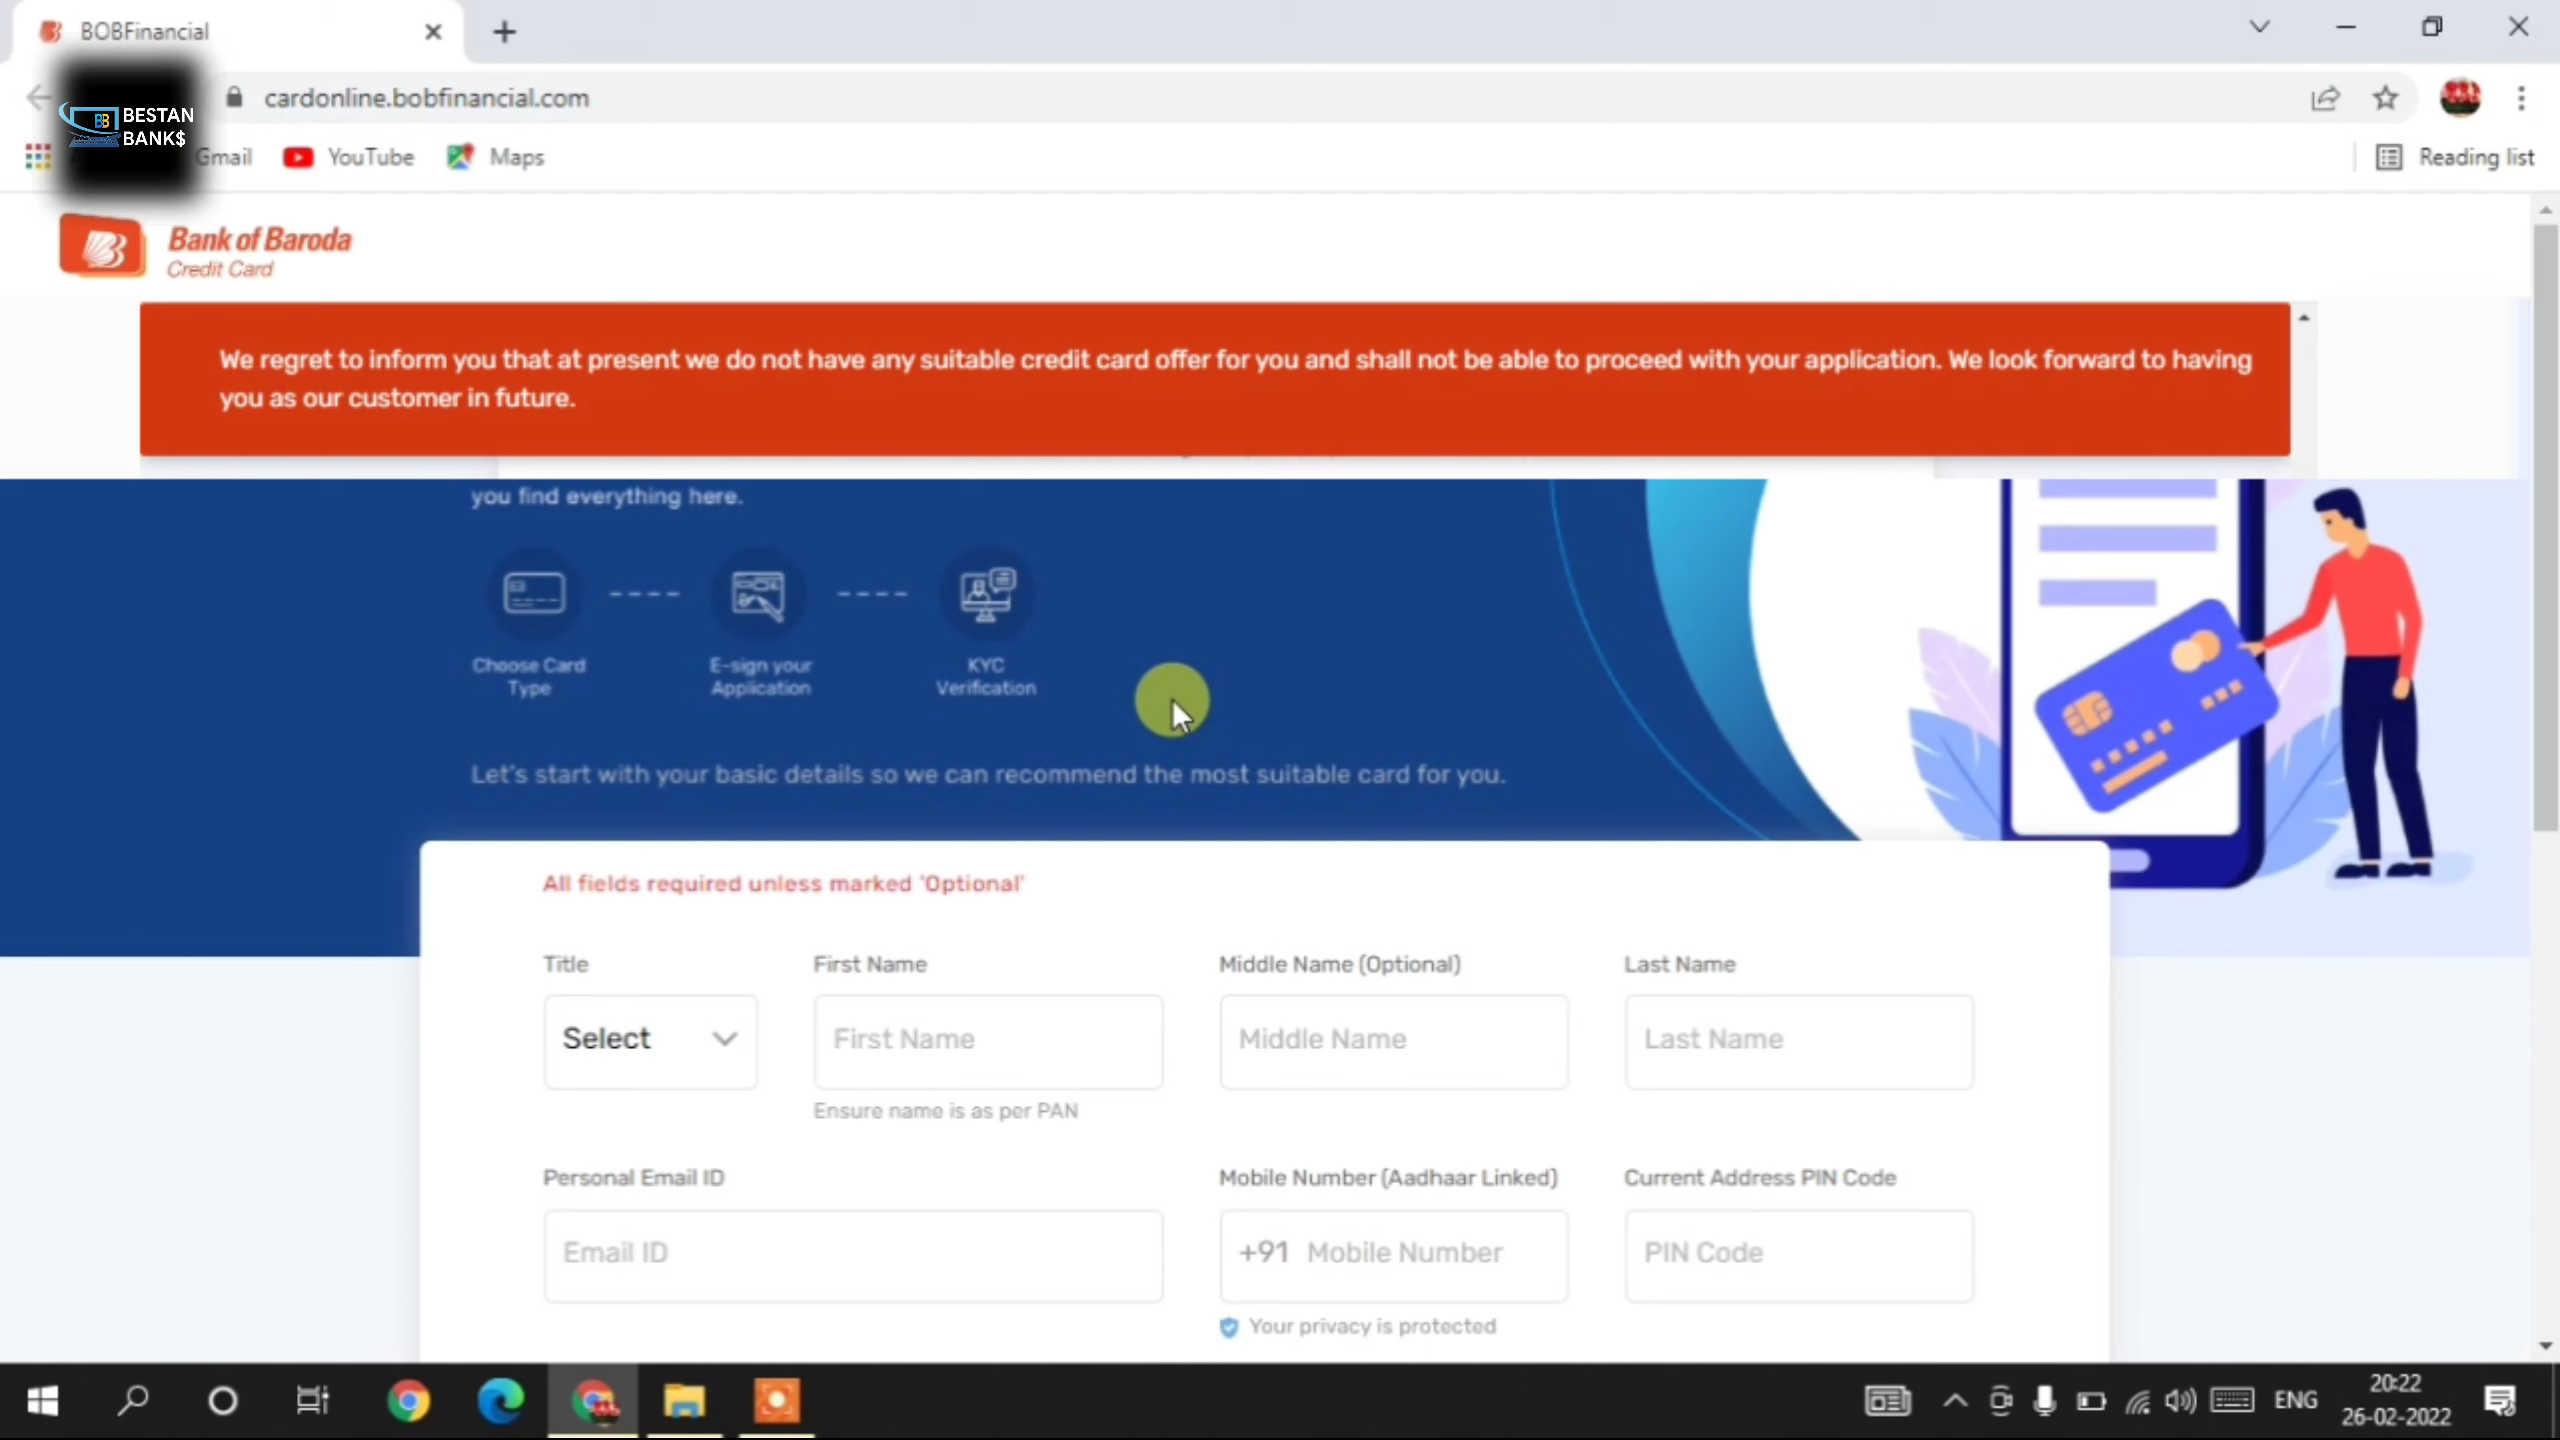 BOBFinancial
cardonline.bobfinancial.com
BESTAN
BANK$
BB
Gmail
YouTube
Maps
Reading list
Bank of Baroda
Credit Card
We regret to inform you that at present we do not have any suitable credit card offer for you and shall not be able to proceed with your application. We look forward to having
you as our customer in future.
you find everything here.
Choose Card
Type
E-sign your
Application
KYC
Verification
Let's start with your basic details so we can recommend the most suitable card for you.
All fields required unless marked 'Optional'
Title
First Name
Middle Name (Optional)
Last Name
Select
First Name
Middle Name
Last Name
Ensure name is as per PAN
Personal Email ID
Mobile Number (Aadhaar Linked)
Current Address PIN Code
Email ID
+91 Mobile Number
PIN Code
Your privacy is protected
ENG
20:22
26-02-2022